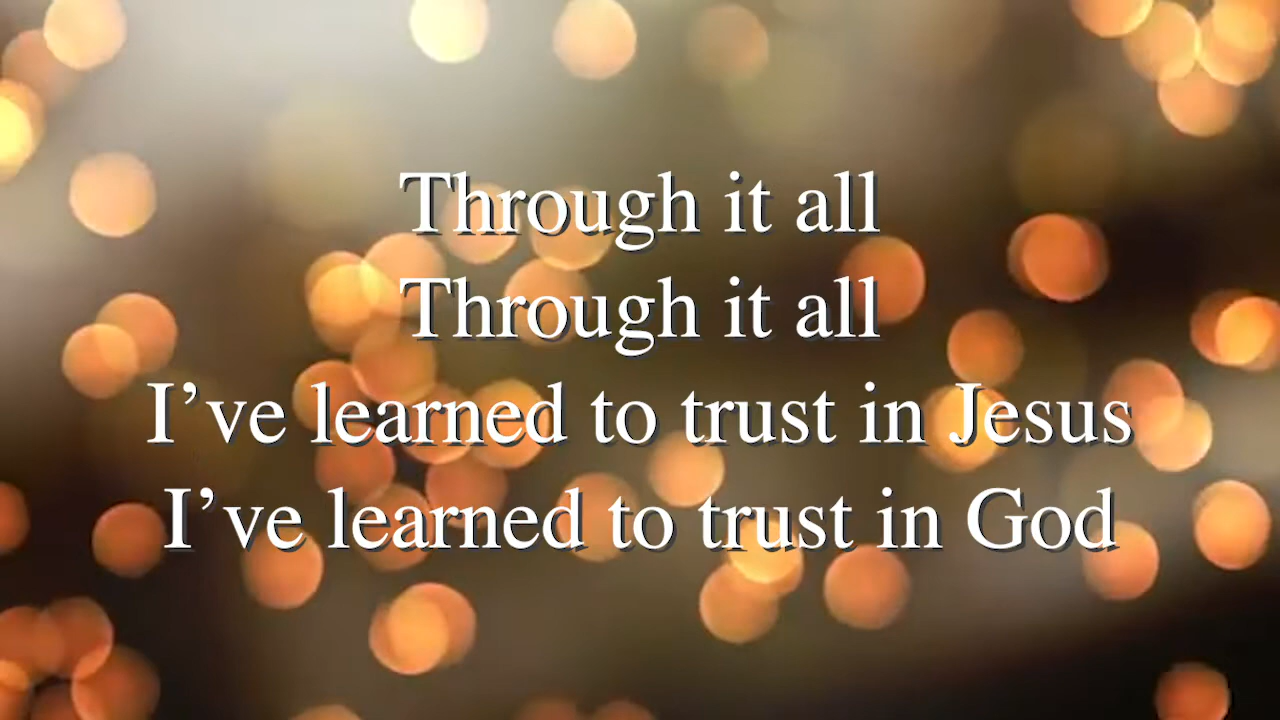 Through it all
Through it all
I’ve learned to trust in Jesus
I’ve learned to trust in God